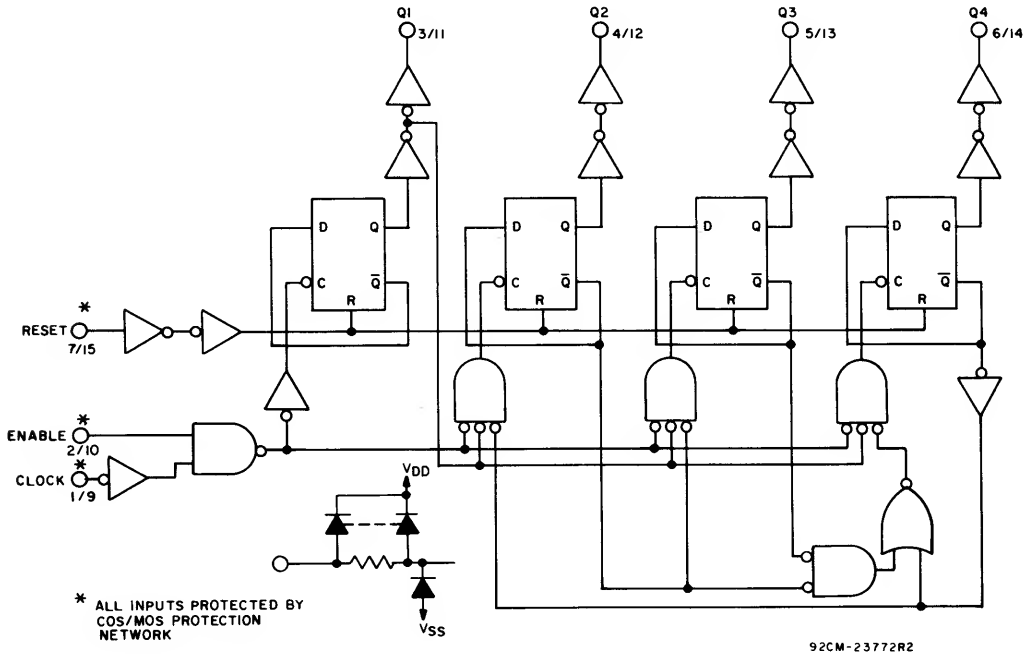 Q1
3/11
Q2
4/12
Q3
5/13
Q4
6/14
D Q
C Q̅
R
D Q
C Q̅
R
D Q
C Q̅
R
D Q
C Q̅
R
*
RESET
7/15
*
ENABLE
2/10
*
CLOCK
1/9
VDD
VSS
* ALL INPUTS PROTECTED BY
COS/MOS PROTECTION
NETWORK
92CM-23772R2